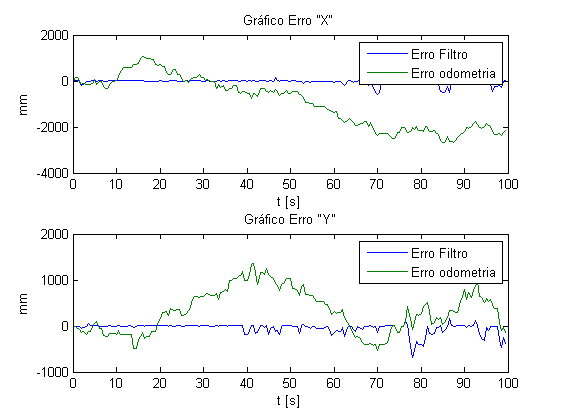 Gráfico Erro "X"
2000
0
-2000
-4000
mm
Erro Filtro
Erro odometria
0 10 20 30 40 50 60 70 80 90 100
t [s]
Gráfico Erro "Y"
2000
1000
0
-1000
mm
Erro Filtro
Erro odometria
0 10 20 30 40 50 60 70 80 90 100
t [s]